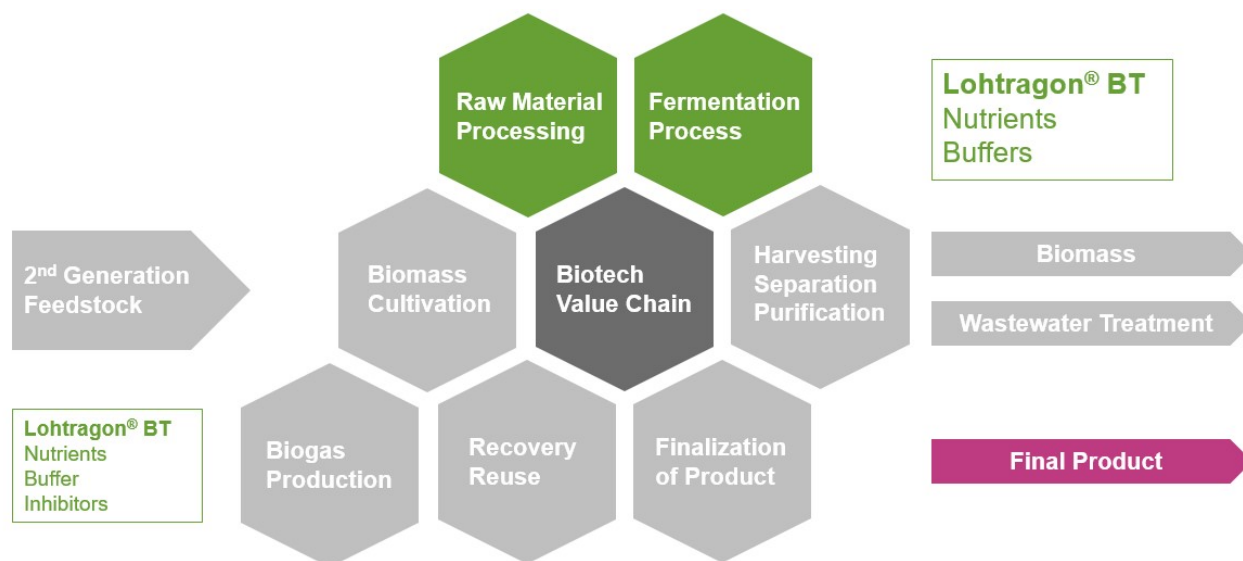 Raw Material
Processing
Fermentation
Process
Lohtragon® BT
Nutrients
Buffers
2nd Generation
Feedstock
Biomass
Cultivation
Biotech
Value Chain
Harvesting
Separation
Purification
Biomass
Wastewater Treatment
Lohtragon® BT
Nutrients
Buffer
Inhibitors
Biogas
Production
Recovery
Reuse
Finalization
of Product
Final Product